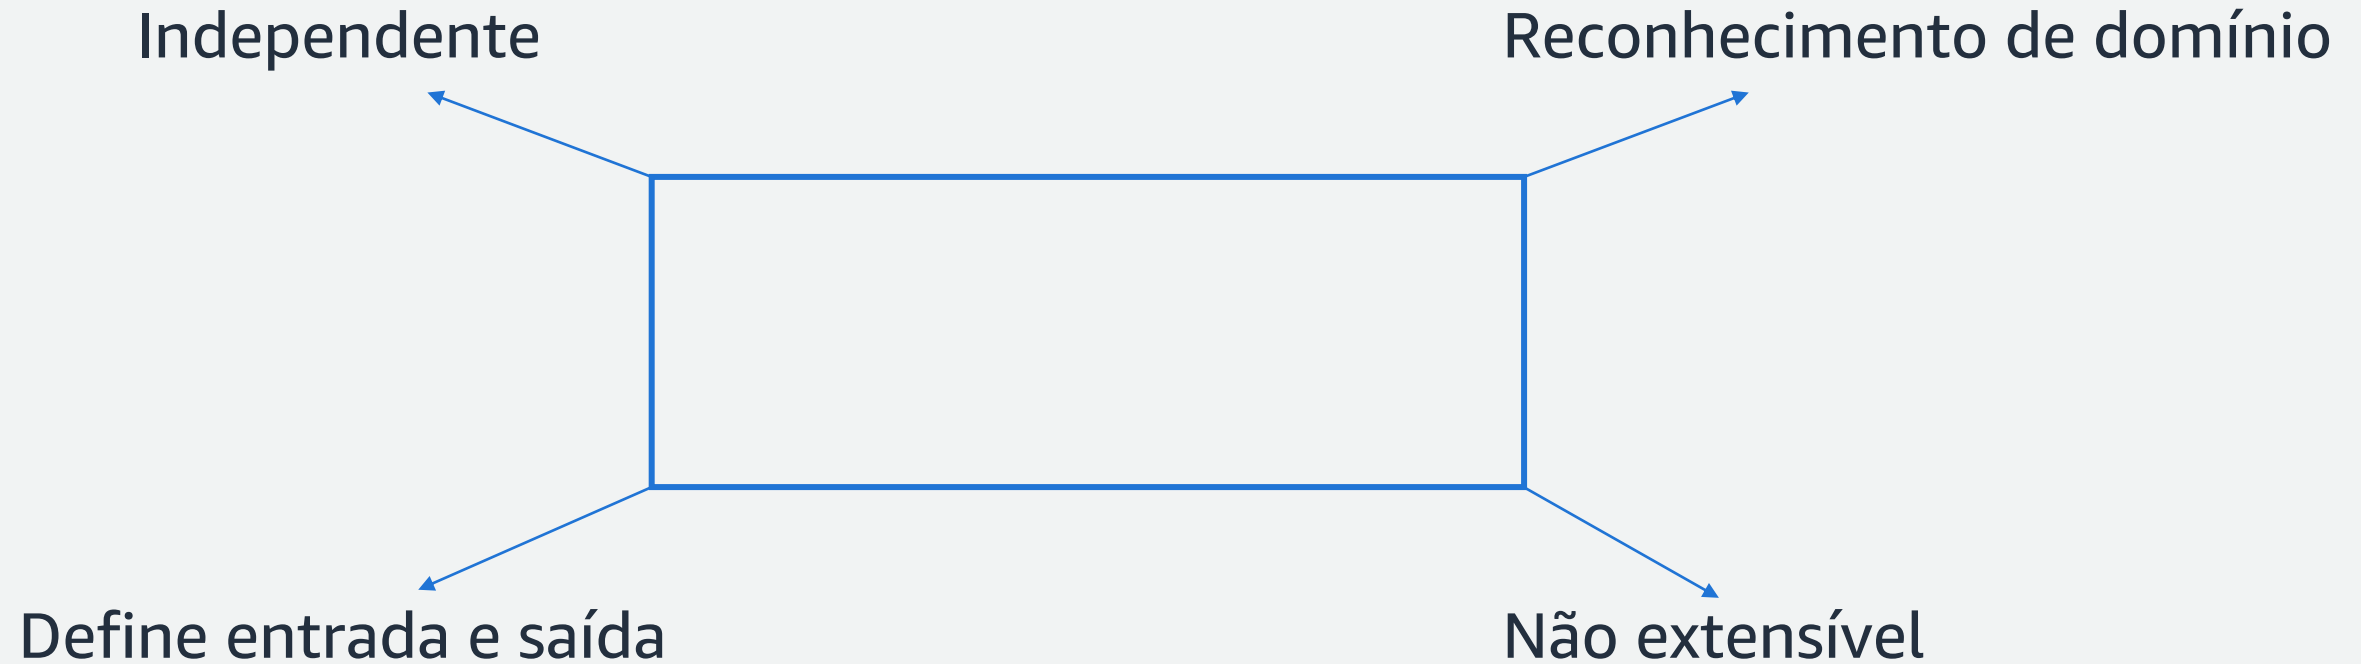 Independente
Reconhecimento de domínio
Define entrada e saída
Não extensível